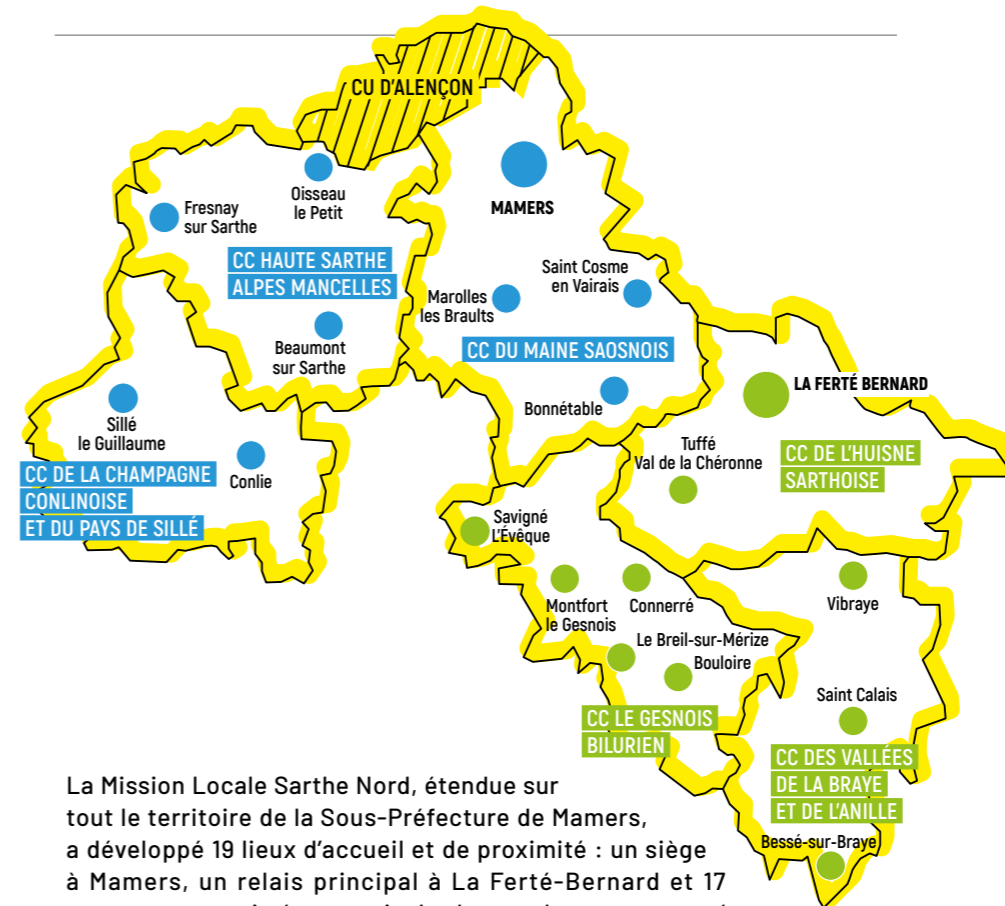 CU D'ALENÇON
MAMERS
Oisseau
le Petit
Fresnay
sur Sarthe
CC HAUTE SARTHE
ALPES MANCELLES
Saint Cosme
en Vairais
Marolles
les Braults
Beaumont
sur Sarthe
CC DU MAINE SAOSNOIS
LA FERTÉ BERNARD
Bonnétable
Sillé
le Guillaume
Conlie
CC DE LA CHAMPAGNE
CONLINOISE
ET DU PAYS DE SILLÉ
Tuffé
Val de la Chéronne
CC DE L'HUISNE
SARTHOISE
Savigné
L'Évêque
Montfort
le Gesnois
Connerré
Vibraye
Le Breil-sur-Mérize
Bouloire
Saint Calais
CC LE GESNOIS
BILURIEN
CC DES VALLÉES
DE LA BRAYE
ET DE L'ANILLE
Bessé-sur-Braye
La Mission Locale Sarthe Nord, étendue sur
tout le territoire de la Sous-Préfecture de Mamers,
a développé 19 lieux d'accueil et de proximité : un siège
à Mamers, un relais principal à La Ferté-Bernard et 17